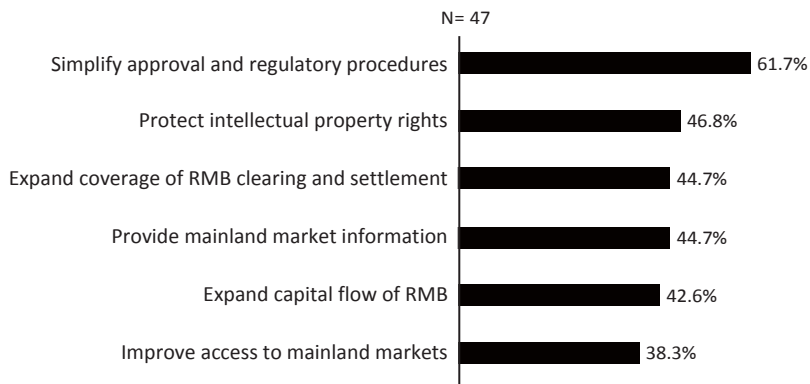 N= 47
Simplify approval and regulatory procedures 61.7%
Protect intellectual property rights 46.8%
Expand coverage of RMB clearing and settlement 44.7%
Provide mainland market information 44.7%
Expand capital flow of RMB 42.6%
Improve access to mainland markets 38.3%